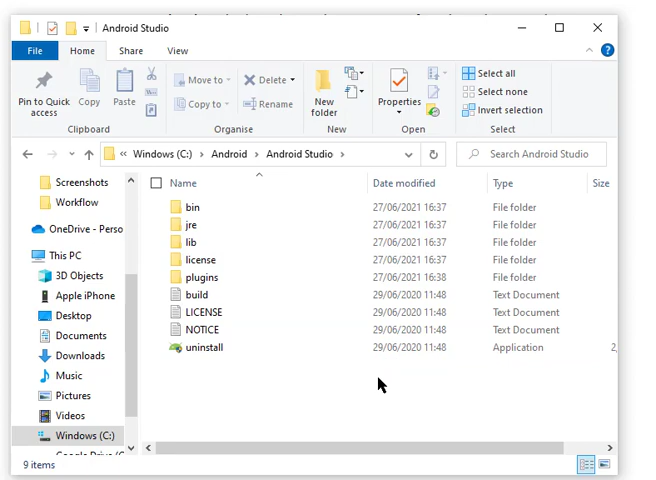 Android Studio
File Home Share View
Pin to Quick access
Copy
Paste
Clipboard
Move to
Copy to
Delete
Rename
Organise
New folder
New
Properties
Open
Select all
Select none
Invert selection
Select
Windows (C:) Android Android Studio
Search Android Studio
Screenshots
Workflow
OneDrive - Perso
This PC
3D Objects
Apple iPhone
Desktop
Documents
Downloads
Music
Pictures
Videos
Windows (C:)
Name Date modified Type Size
bin 27/06/2021 16:37 File folder
jre 27/06/2021 16:37 File folder
lib 27/06/2021 16:37 File folder
license 27/06/2021 16:37 File folder
plugins 27/06/2021 16:38 File folder
build 29/06/2020 11:48 Text Document
LICENSE 29/06/2020 11:48 Text Document
NOTICE 29/06/2020 11:48 Text Document
uninstall 29/06/2020 11:48 Application 2,
9 items